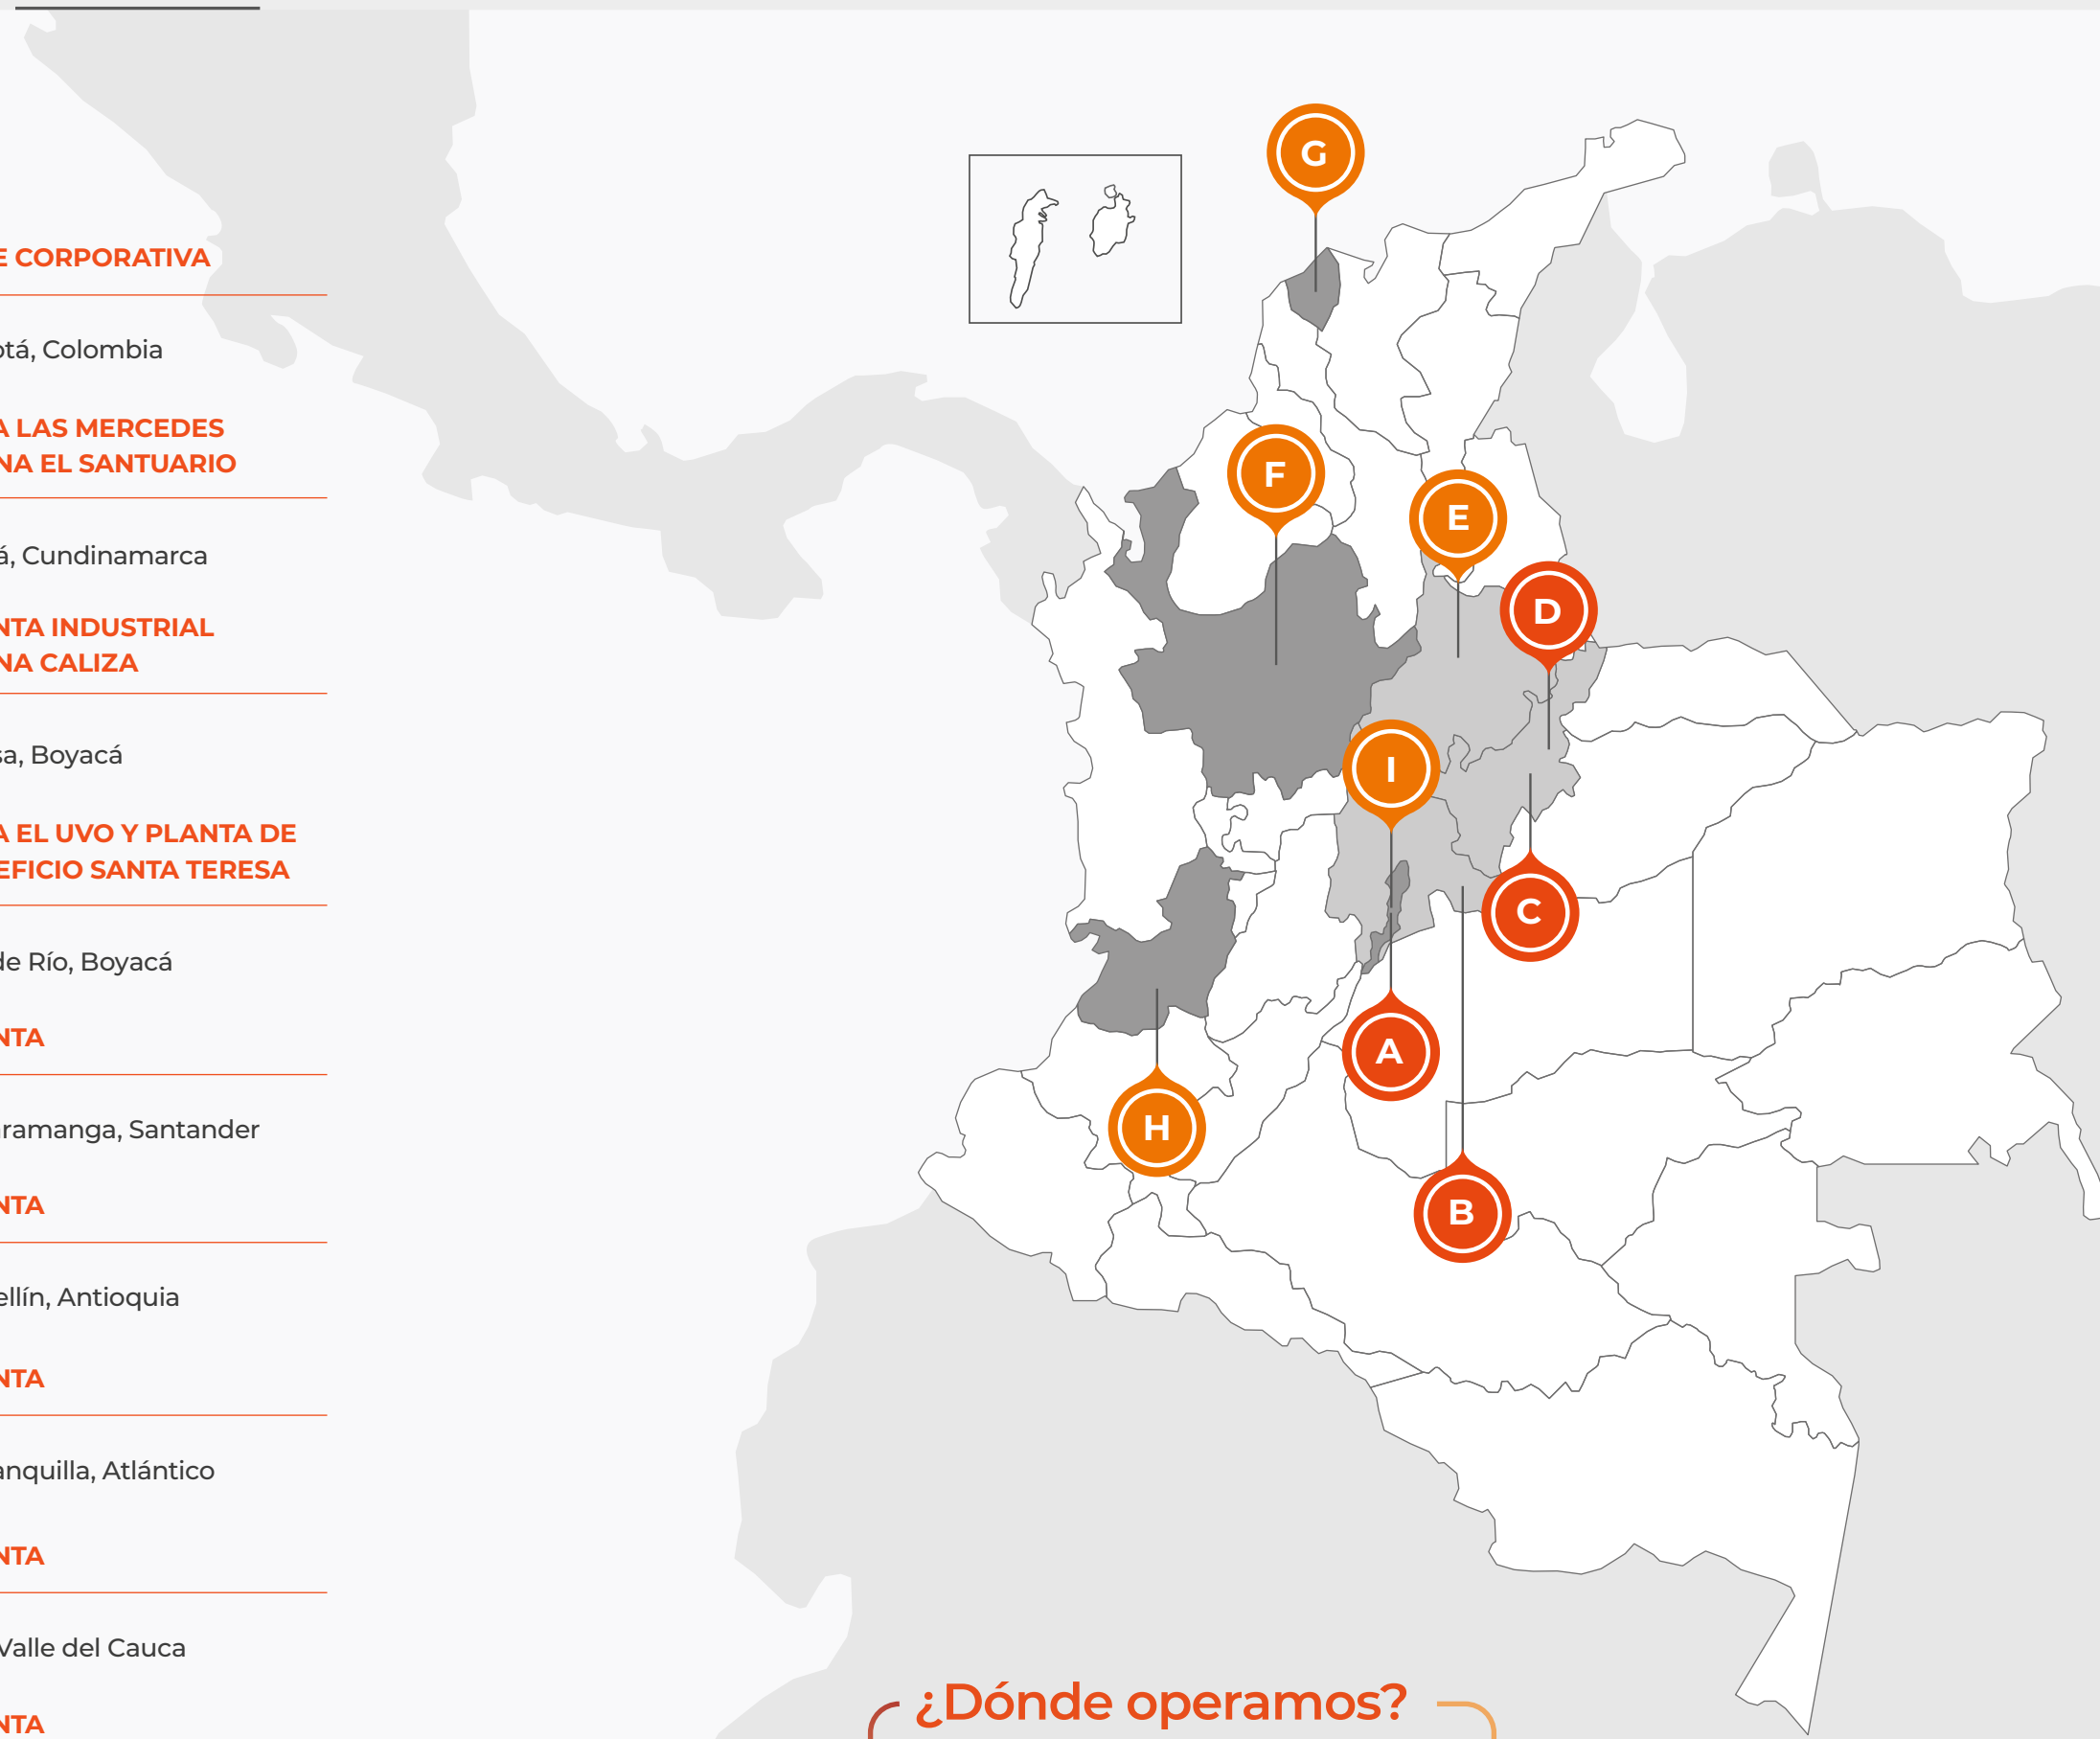 E CORPORATIVA
otá, Colombia
A LAS MERCEDES
NA EL SANTUARIO
á, Cundinamarca
NTA INDUSTRIAL
NA CALIZA
sa, Boyacá
A EL UVO Y PLANTA DE
EFICIO SANTA TERESA
de Río, Boyacá
NTA
aramanga, Santander
NTA
ellín, Antioquia
NTA
anquilla, Atlántico
NTA
Valle del Cauca
NTA
G
F
E
D
I
C
A
H
B
¿Dónde operamos?